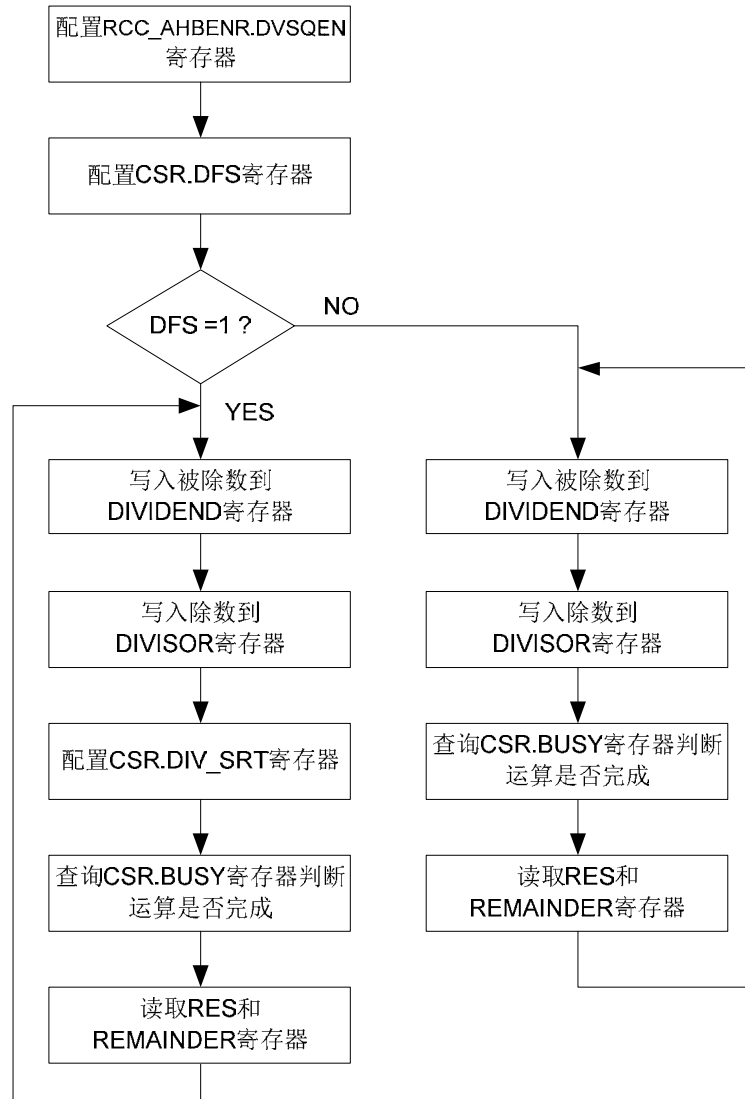 配置RCC_AHBENR.DVSQEN
寄存器
配置CSR.DFS寄存器
DFS =1 ?
NO
YES
写入被除数到
DIVIDEND寄存器
写入除数到
DIVISOR寄存器
配置CSR.DIV_SRT寄存器
查询CSR.BUSY寄存器判断
运算是否完成
读取RES和
REMAINDER寄存器
写入被除数到
DIVIDEND寄存器
写入除数到
DIVISOR寄存器
查询CSR.BUSY寄存器判断
运算是否完成
读取RES和
REMAINDER寄存器